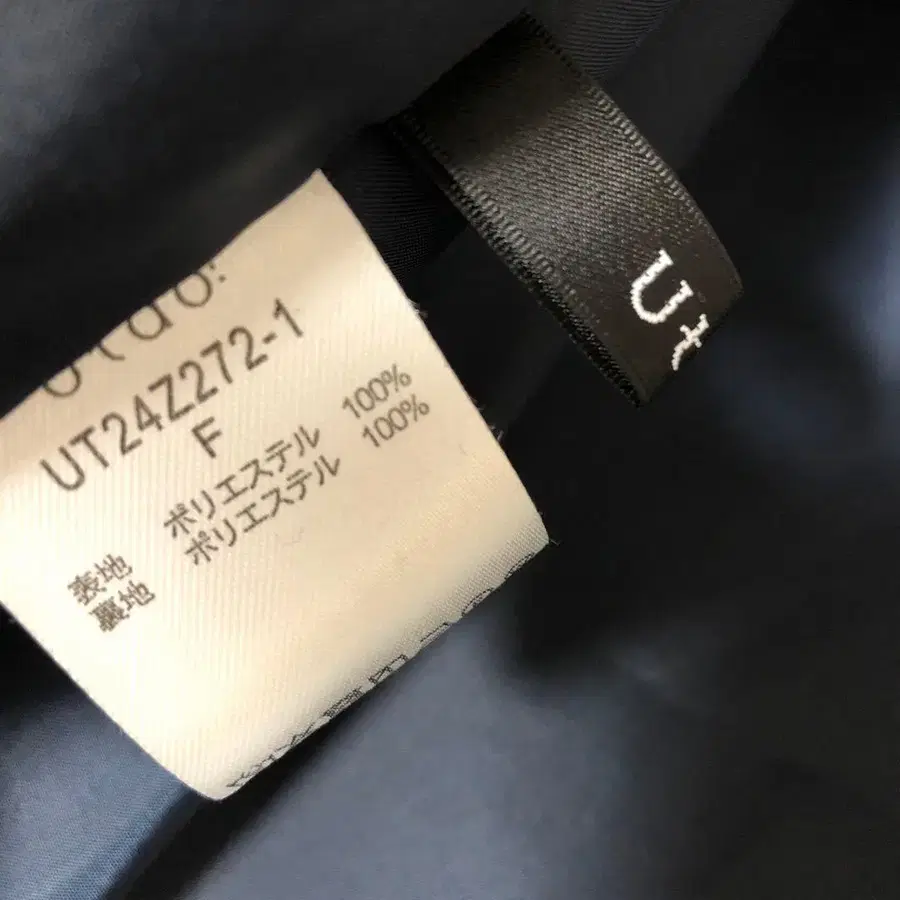 Utao:
UT24Z272-1
F
表地 ポリエステル 100%
裏地 ポリエステル 100%
Ut